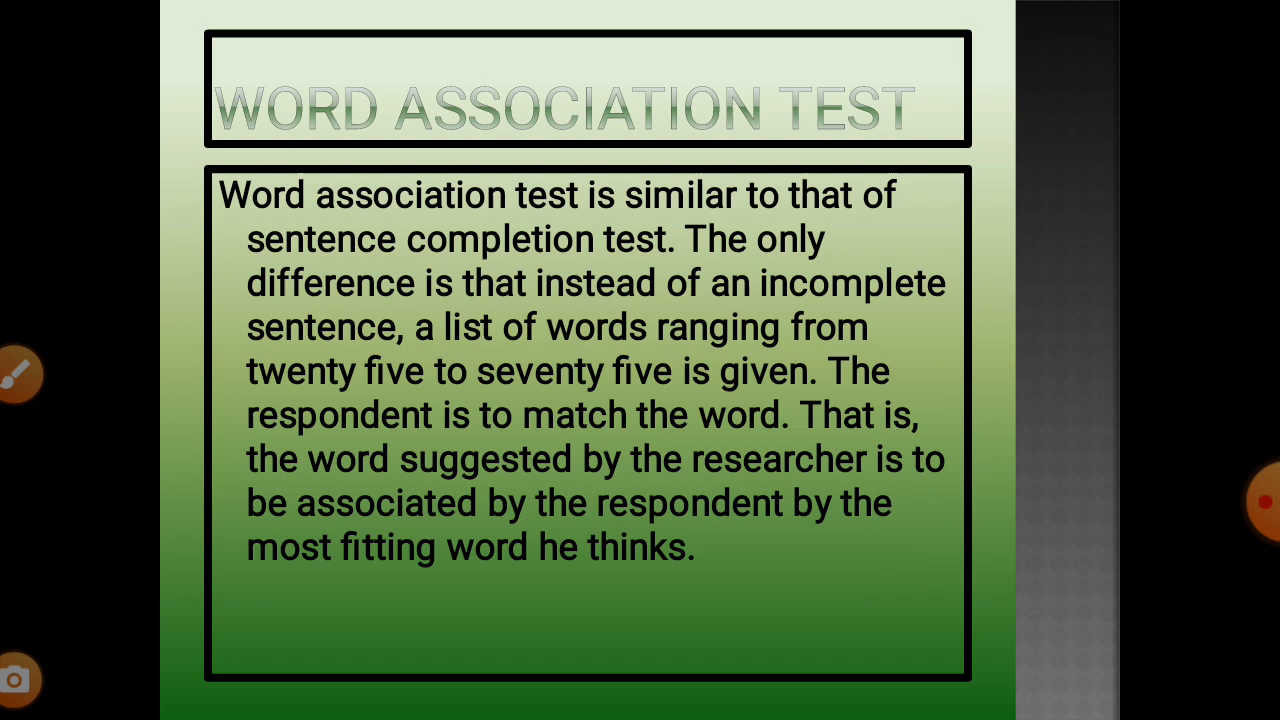 WORD ASSOCIATION TEST
Word association test is similar to that of
sentence completion test. The only
difference is that instead of an incomplete
sentence, a list of words ranging from
twenty five to seventy five is given. The
respondent is to match the word. That is,
the word suggested by the researcher is to
be associated by the respondent by the
most fitting word he thinks.